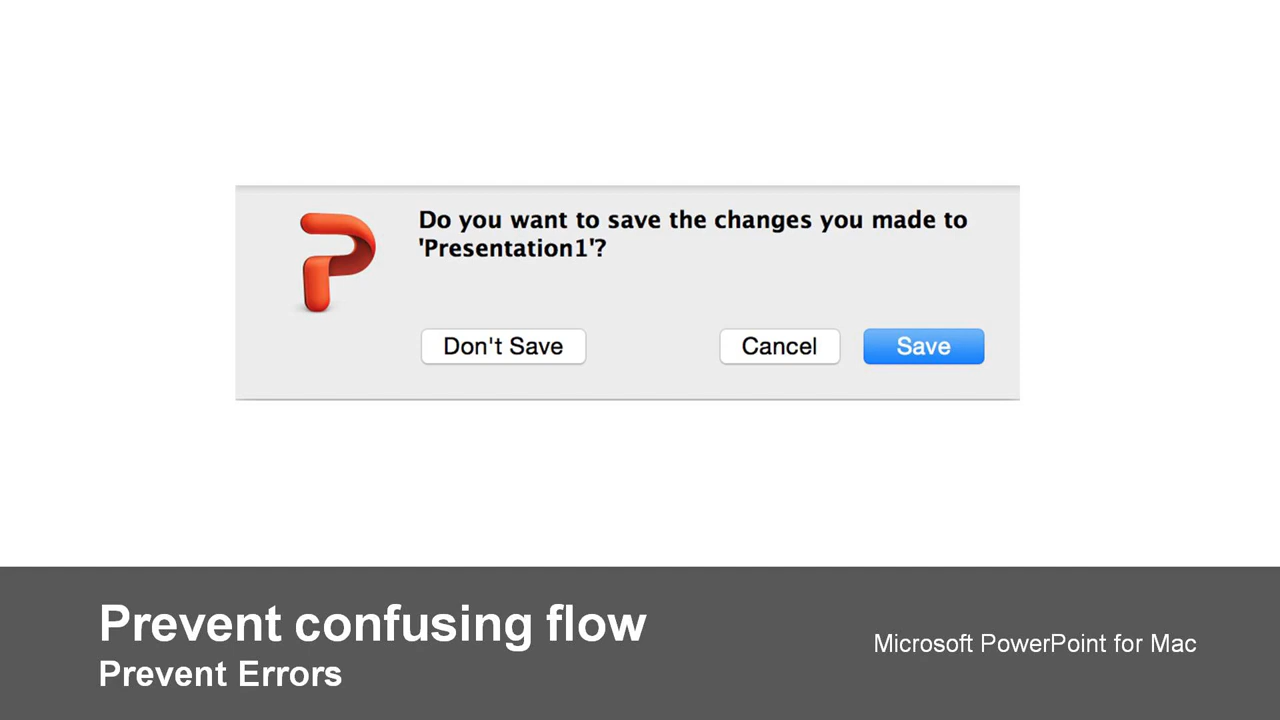 Do you want to save the changes you made to
'Presentation1'?
Don't Save
Cancel
Save
Prevent confusing flow
Prevent Errors
Microsoft PowerPoint for Mac